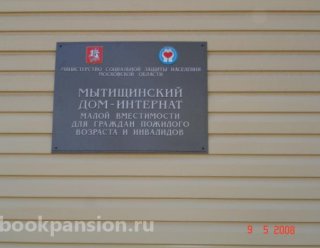 МИНИСТЕРСТВО СОЦИАЛЬНОЙ ЗАЩИТЫ НАСЕЛЕНИЯ
МОСКОВСКОЙ ОБЛАСТИ
МЫТИЩИНСКИЙ
ДОМ-ИНТЕРНАТ
МАЛОЙ ВМЕСТИМОСТИ
ДЛЯ ГРАЖДАН ПОЖИЛОГО
ВОЗРАСТА И ИНВАЛИДОВ
bookpansion.ru
9 5 2008